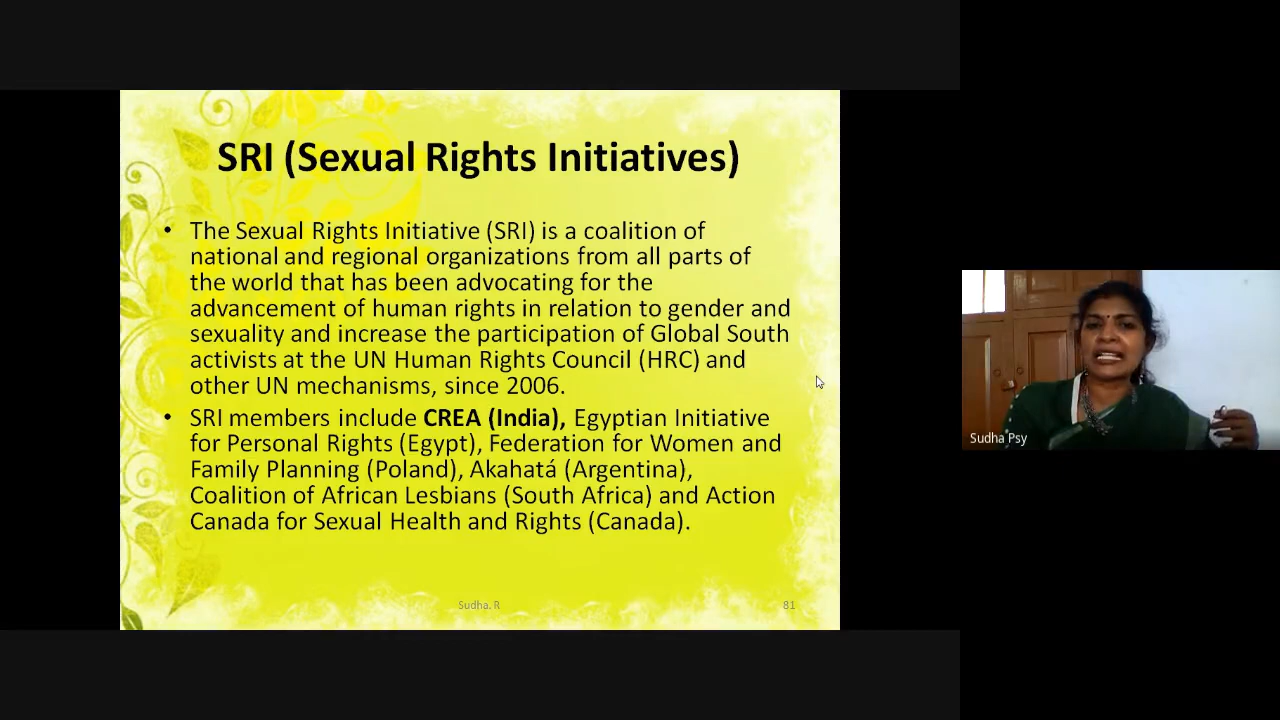 SRI (Sexual Rights Initiatives)
• The Sexual Rights Initiative (SRI) is a coalition of
national and regional organizations from all parts of
the world that has been advocating for the
advancement of human rights in relation to gender and
sexuality and increase the participation of Global South
activists at the UN Human Rights Council (HRC) and
other UN mechanisms, since 2006.
• SRI members include CREA (India), Egyptian Initiative
for Personal Rights (Egypt), Federation for Women and
Family Planning (Poland), Akahatá (Argentina),
Coalition of African Lesbians (South Africa) and Action
Canada for Sexual Health and Rights (Canada).
Sudha. R
81
Sudha Psy